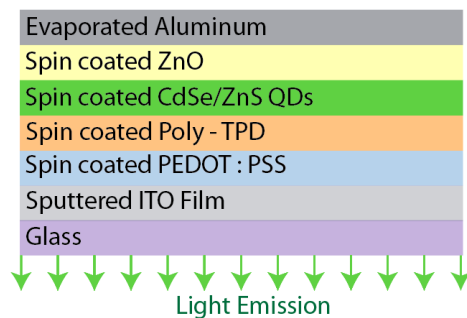 Evaporated Aluminum
Spin coated ZnO
Spin coated CdSe/ZnS QDs
Spin coated Poly - TPD
Spin coated PEDOT : PSS
Sputtered ITO Film
Glass
Light Emission